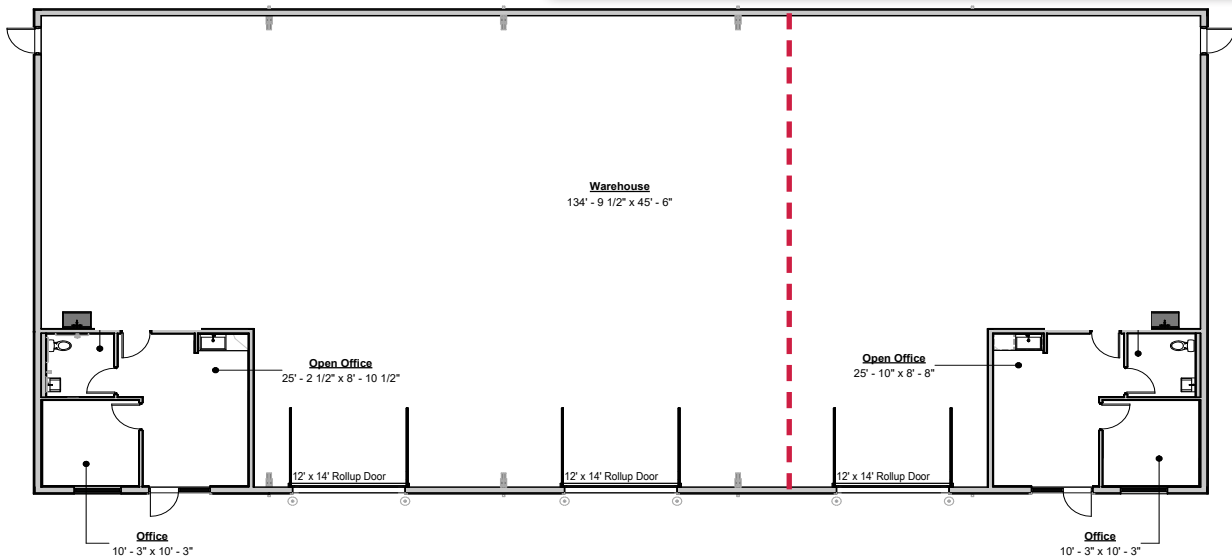 Warehouse
134' - 9 1/2" x 45' - 6"
Open Office
25' - 2 1/2" x 8' - 10 1/2"
Open Office
25' - 10" x 8' - 8"
12' x 14' Rollup Door
12' x 14' Rollup Door
12' x 14' Rollup Door
Office
10' - 3" x 10' - 3"
Office
10' - 3" x 10' - 3"